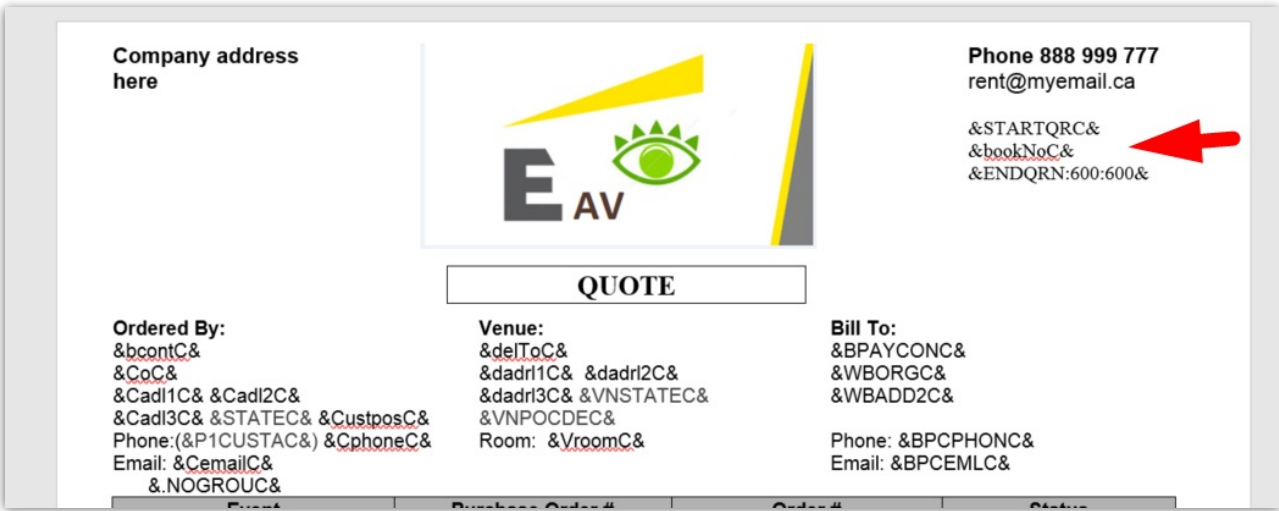 Company address
here
E AV
Phone 888 999 777
rent@myemail.ca
&STARTQRC&
&bookNoC&
&ENDQRN:600:600&
QUOTE
Ordered By:
&bcontC&
&CoC&
&Cadl1C& &Cadl2C&
&Cadl3C& &STATEC& &CustposC&
Phone:(&P1CUSTAC&) &CphoneC&
Email: &CemailC&
&.NOGROUC&
Venue:
&delToC&
&dadrl1C& &dadrl2C&
&dadrl3C& &VNSTATEC&
&VNPOCDEC&
Room: &VroomC&
Bill To:
&BPAYCONC&
&WBORGC&
&WBADD2C&
Phone: &BPCPHONC&
Email: &BPCEMLC&
Event Purchase Order # Order # Status